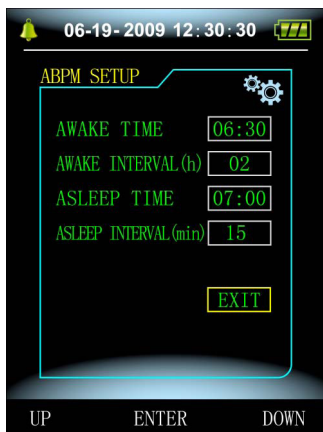 06-19-2009 12:30:30
ABPM SETUP
AWAKE TIME 06:30
AWAKE INTERVAL(h) 02
ASLEEP TIME 07:00
ASLEEP INTERVAL(min) 15
EXIT
UP ENTER DOWN